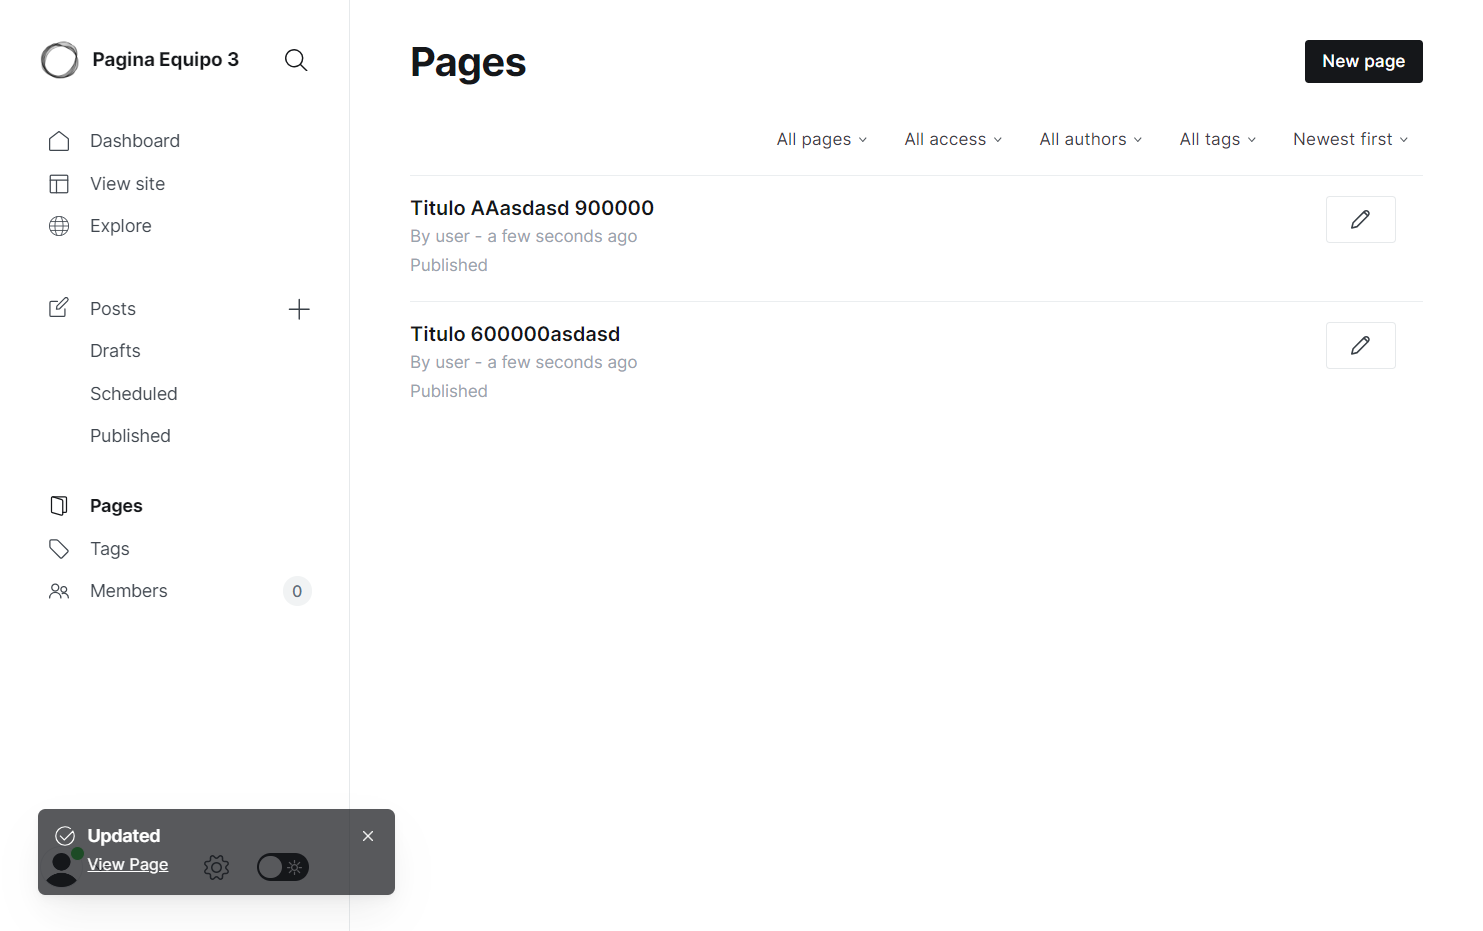 Pagina Equipo 3
Dashboard
View site
Explore
Posts
Drafts
Scheduled
Published
Pages
Tags
Members
0
Updated
View Page
Pages
New page
All pages
All access
All authors
All tags
Newest first
Titulo AAasdasd 900000
By user - a few seconds ago
Published
Titulo 600000asdasd
By user - a few seconds ago
Published